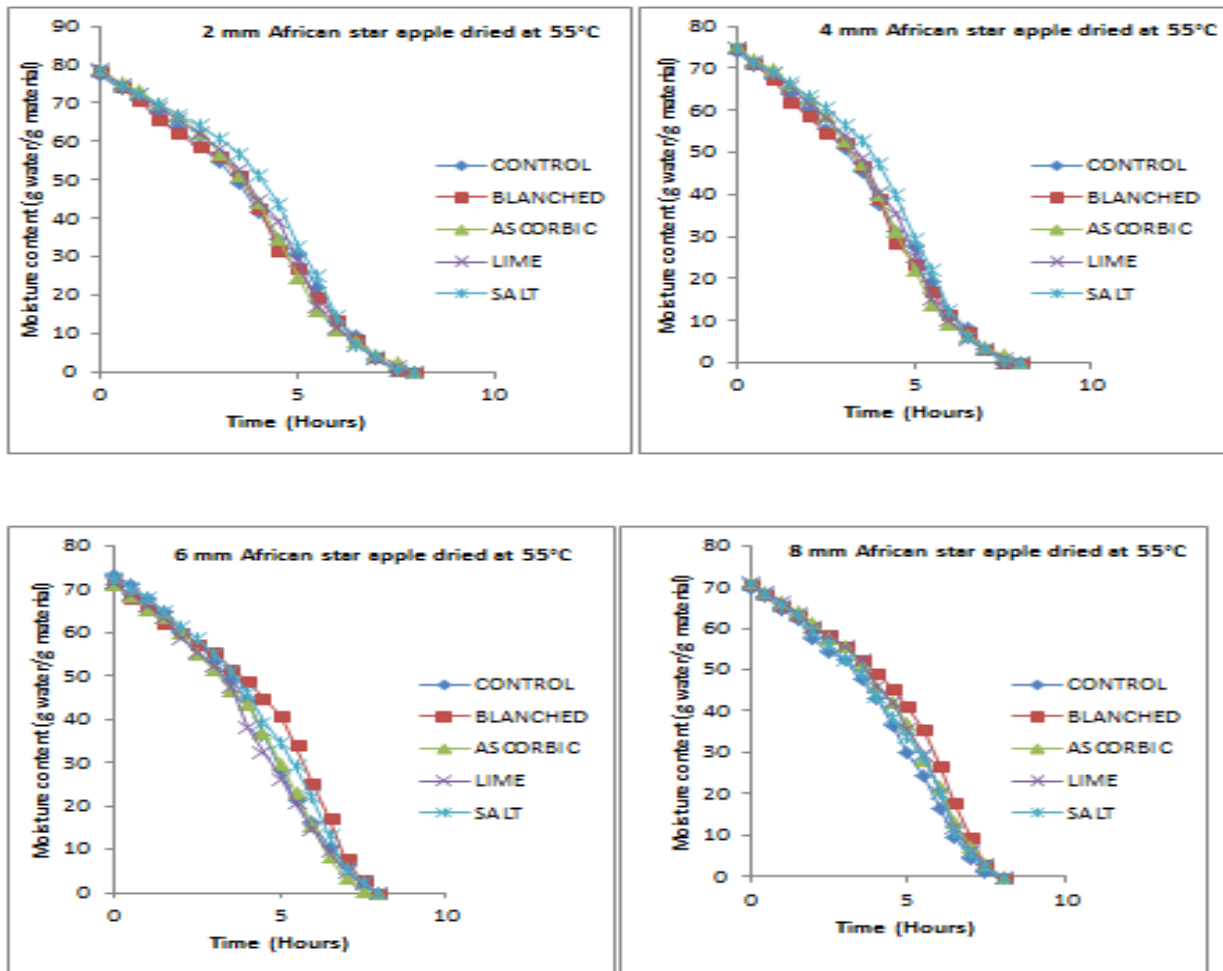 2 mm African star apple dried at 55°C
Moisture content (g water/g material)
90
80
70
60
50
40
30
20
10
0
0 5 10
Time (Hours)
CONTROL
BLANCHED
ASCORBIC
LIME
SALT
4 mm African star apple dried at 55°C
Moisture content (g water/g material)
80
70
60
50
40
30
20
10
0
0 5 10
Time (Hours)
CONTROL
BLANCHED
ASCORBIC
LIME
SALT
6 mm African star apple dried at 55°C
Moisture content (g water/g material)
80
70
60
50
40
30
20
10
0
0 5 10
Time (Hours)
CONTROL
BLANCHED
ASCORBIC
LIME
SALT
8 mm African star apple dried at 55°C
Moisture content (g water/g material)
80
70
60
50
40
30
20
10
0
0 5 10
Time (Hours)
CONTROL
BLANCHED
ASCORBIC
LIME
SALT